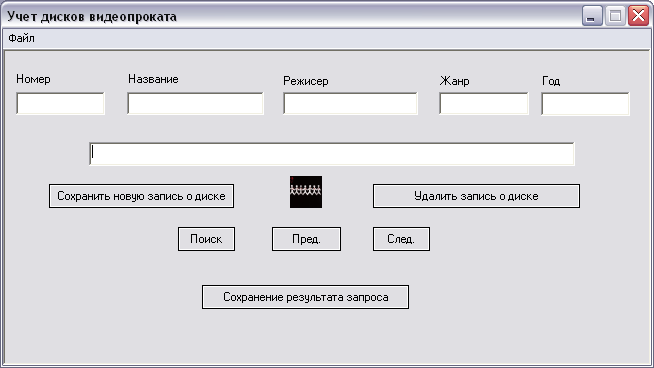 Учет дисков видеопроката
Файл
Номер Название Режисер Жанр Год
Сохранить новую запись о диске Удалить запись о диске
Поиск Пред. След.
Сохранение результата запроса